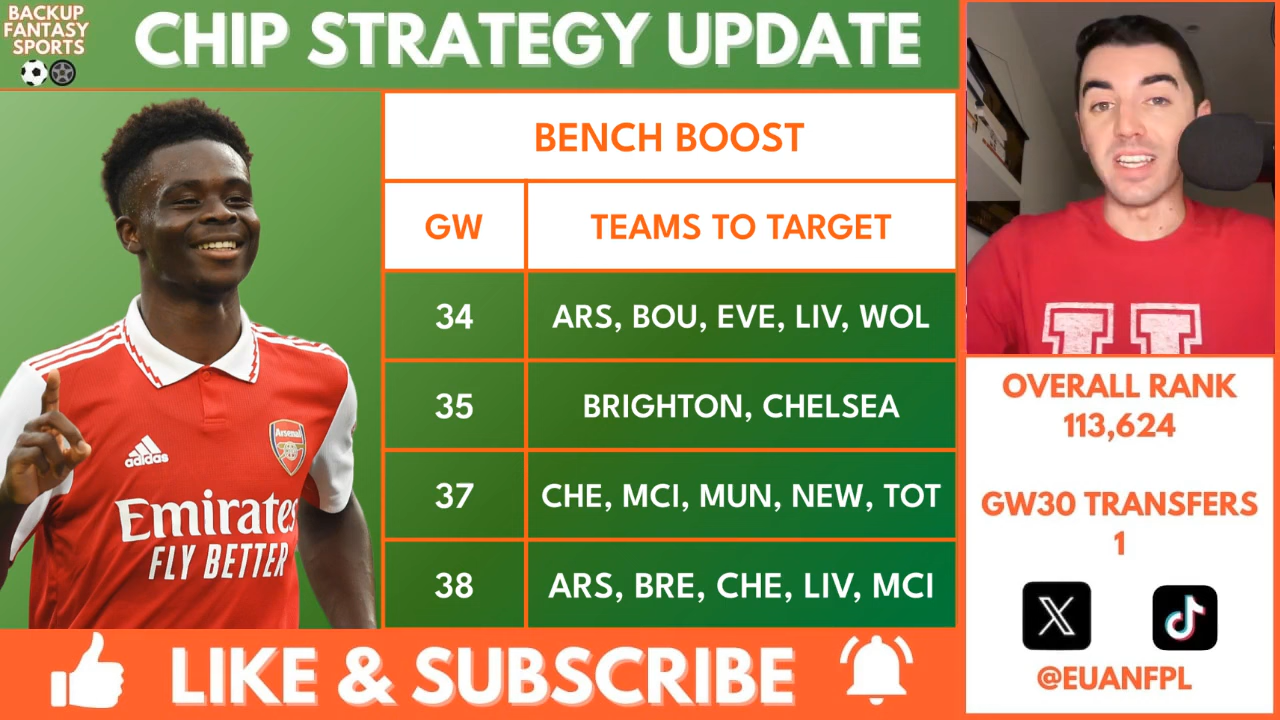 BACKUP
FANTASY
SPORTS
CHIP STRATEGY UPDATE
BENCH BOOST
GW
TEAMS TO TARGET
34
ARS, BOU, EVE, LIV, WOL
35
BRIGHTON, CHELSEA
37
CHE, MCI, MUN, NEW, TOT
38
ARS, BRE, CHE, LIV, MCI
Arsenal
adidas
Emirates
FLY BETTER
OVERALL RANK
113,624
GW30 TRANSFERS
1
@EUANFPL
LIKE & SUBSCRIBE